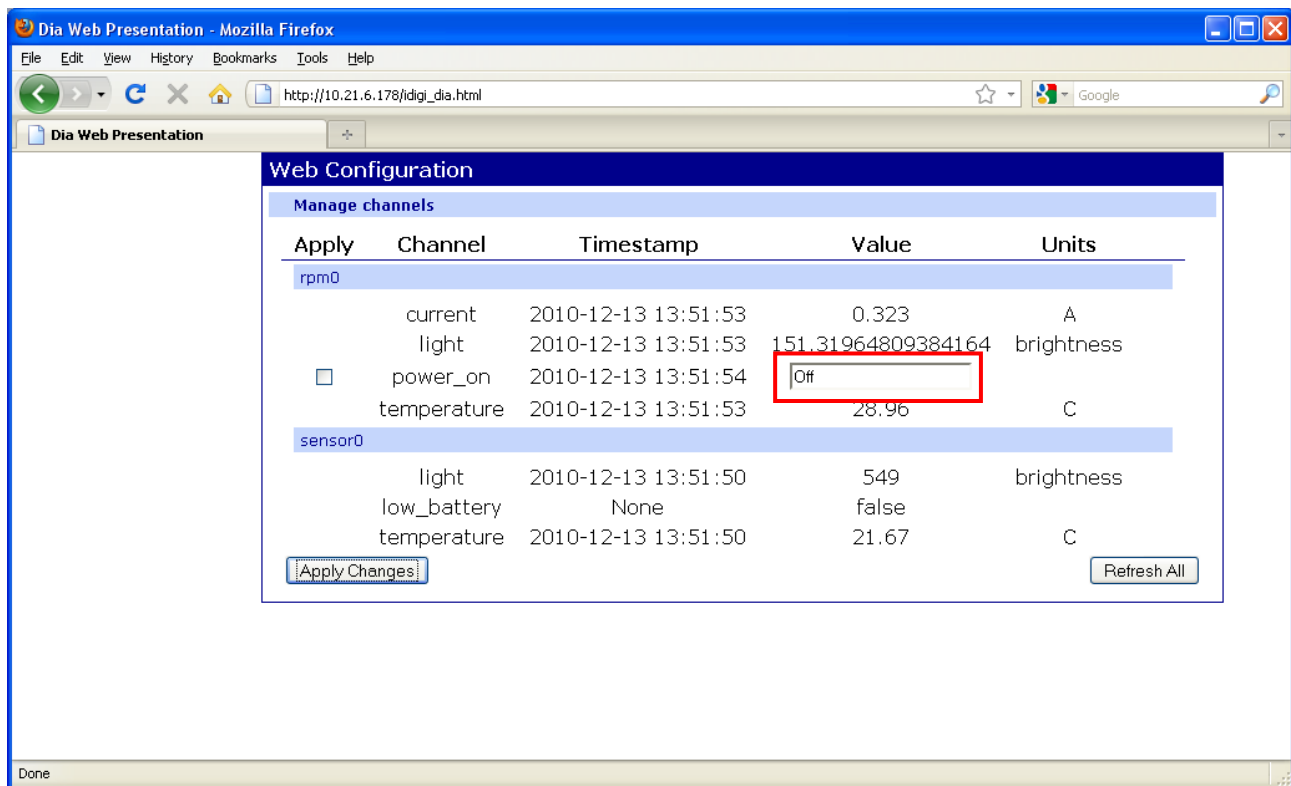 Dia Web Presentation - Mozilla Firefox
File Edit View History Bookmarks Tools Help
http://10.21.6.178/idigi_dia.html Google
Dia Web Presentation
Web Configuration
Manage channels
Apply Channel Timestamp Value Units
rpm0
current 2010-12-13 13:51:53 0.323 A
light 2010-12-13 13:51:53 151.31964809384164 brightness
power_on 2010-12-13 13:51:54 Off
temperature 2010-12-13 13:51:53 28.96 C
sensor0
light 2010-12-13 13:51:50 549 brightness
low_battery None false
temperature 2010-12-13 13:51:50 21.67 C
Apply Changes Refresh All
Done